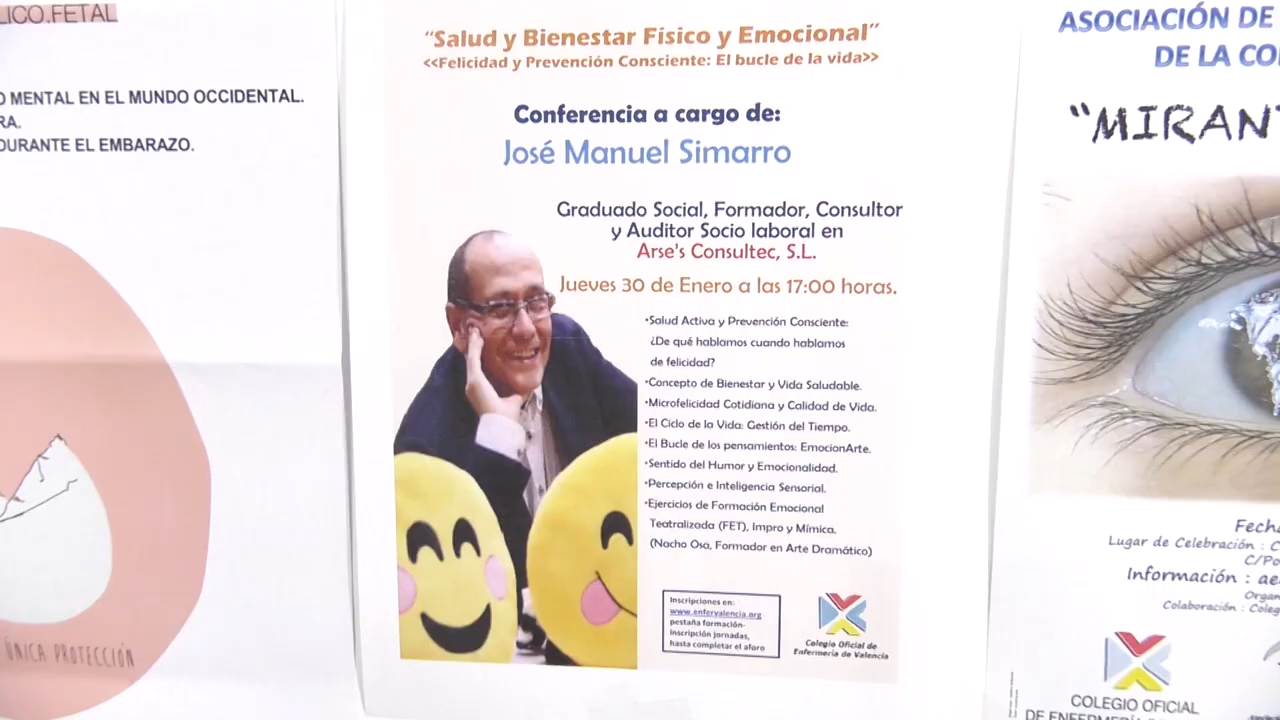 LICO.FETAL
O MENTAL EN EL MUNDO OCCIDENTAL.
RA.
DURANTE EL EMBARAZO.
ÚNICA PROTECCIÓN
"Salud y Bienestar Físico y Emocional"
<<Felicidad y Prevención Consciente: El bucle de la vida>>
Conferencia a cargo de:
José Manuel Simarro
Graduado Social, Formador, Consultor
y Auditor Socio laboral en
Arse's Consultec, S.L.
Jueves 30 de Enero a las 17:00 horas.
•Salud Activa y Prevención Consciente:
¿De qué hablamos cuando hablamos
de felicidad?
•Concepto de Bienestar y Vida Saludable.
•Microfelicidad Cotidiana y Calidad de Vida.
•El Ciclo de la Vida: Gestión del Tiempo.
•El Bucle de los pensamientos: EmocionArte.
•Sentido del Humor y Emocionalidad.
•Percepción e Inteligencia Sensorial.
•Ejercicios de Formación Emocional
Teatralizada (FET), Impro y Mímica.
(Nacho Osa, Formador en Arte Dramático)
Inscripciones en:
www.enfervalencia.org
pestaña formación-
inscripción jornadas,
hasta completar el aforo
Colegio Oficial de
Enfermería de Valencia
ASOCIACIÓN DE
DE LA CO
"MIRAN
Fecha
Lugar de Celebración : C
C/Po
Información : ae
Organ
Colaboración : Coleg
COLEGIO OFICIAL